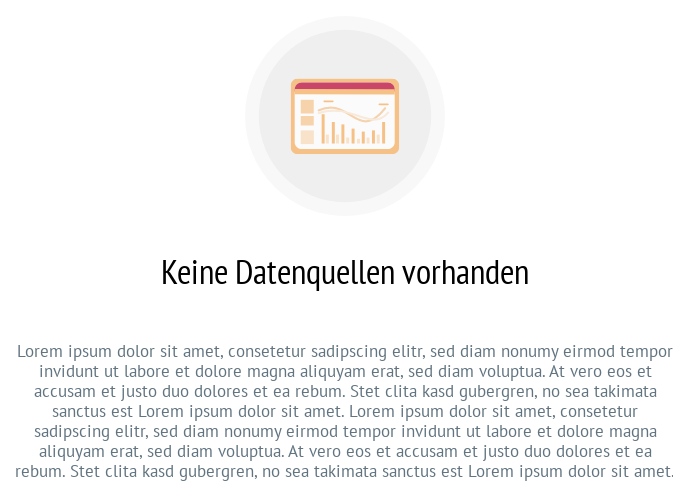 Keine Datenquellen vorhanden
Lorem ipsum dolor sit amet, consetetur sadipscing elitr, sed diam nonumy eirmod tempor
invidunt ut labore et dolore magna aliquyam erat, sed diam voluptua. At vero eos et
accusam et justo duo dolores et ea rebum. Stet clita kasd gubergren, no sea takimata
sanctus est Lorem ipsum dolor sit amet. Lorem ipsum dolor sit amet, consetetur
sadipscing elitr, sed diam nonumy eirmod tempor invidunt ut labore et dolore magna
aliquyam erat, sed diam voluptua. At vero eos et accusam et justo duo dolores et ea
rebum. Stet clita kasd gubergren, no sea takimata sanctus est Lorem ipsum dolor sit amet.